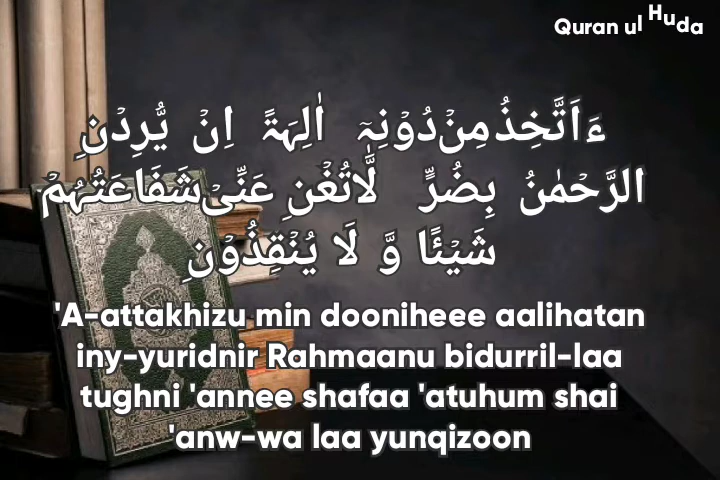 Quran ul Huda
ءَاَتَّخِذُ مِنْ دُوْنِهٖۤ اٰلِهَةً اِنْ يُّرِدْنِ
الرَّحْمٰنُ بِضُرٍّ لَّا تُغْنِ عَنِّىْ شَفَاعَتُهُمْ
شَيْئًا وَّ لَا يُنْقِذُوْنِ
'A-attakhizu min dooniheee aalihatan
iny-yuridnir Rahmaanu bidurril-laa
tughni 'annee shafaa 'atuhum shai
'anw-wa laa yunqizoon